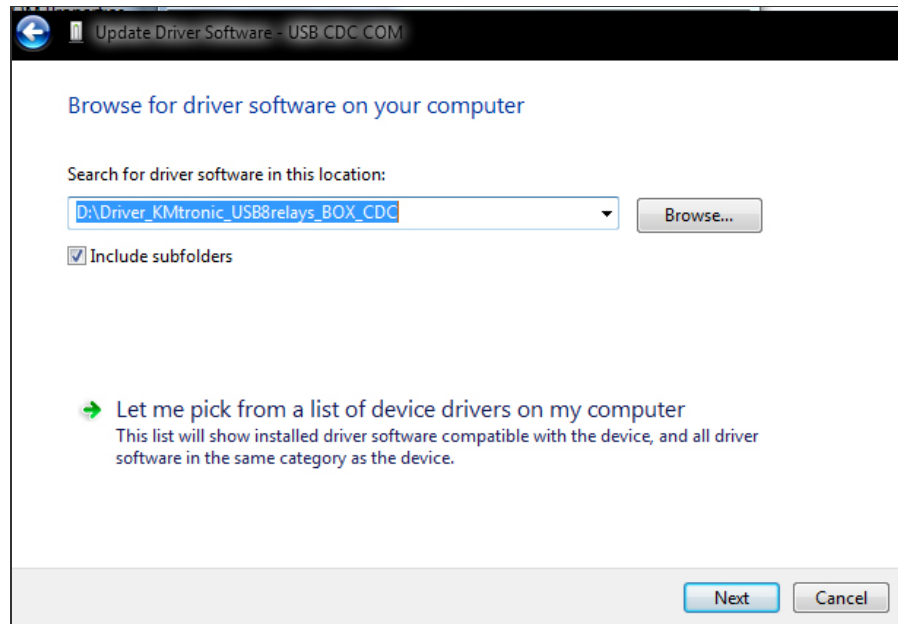 Update Driver Software - USB CDC COM
Browse for driver software on your computer
Search for driver software in this location:
D:\Driver_KMtronic_USB8relays_BOX_CDC
Browse...
Include subfolders
Let me pick from a list of device drivers on my computer
This list will show installed driver software compatible with the device, and all driver
software in the same category as the device.
Next
Cancel